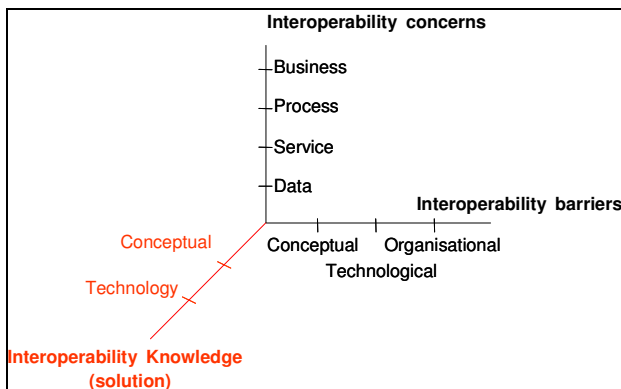 Interoperability concerns
Business
Process
Service
Data
Interoperability barriers
Conceptual Organisational
Technological
Conceptual
Technology
Interoperability Knowledge
(solution)